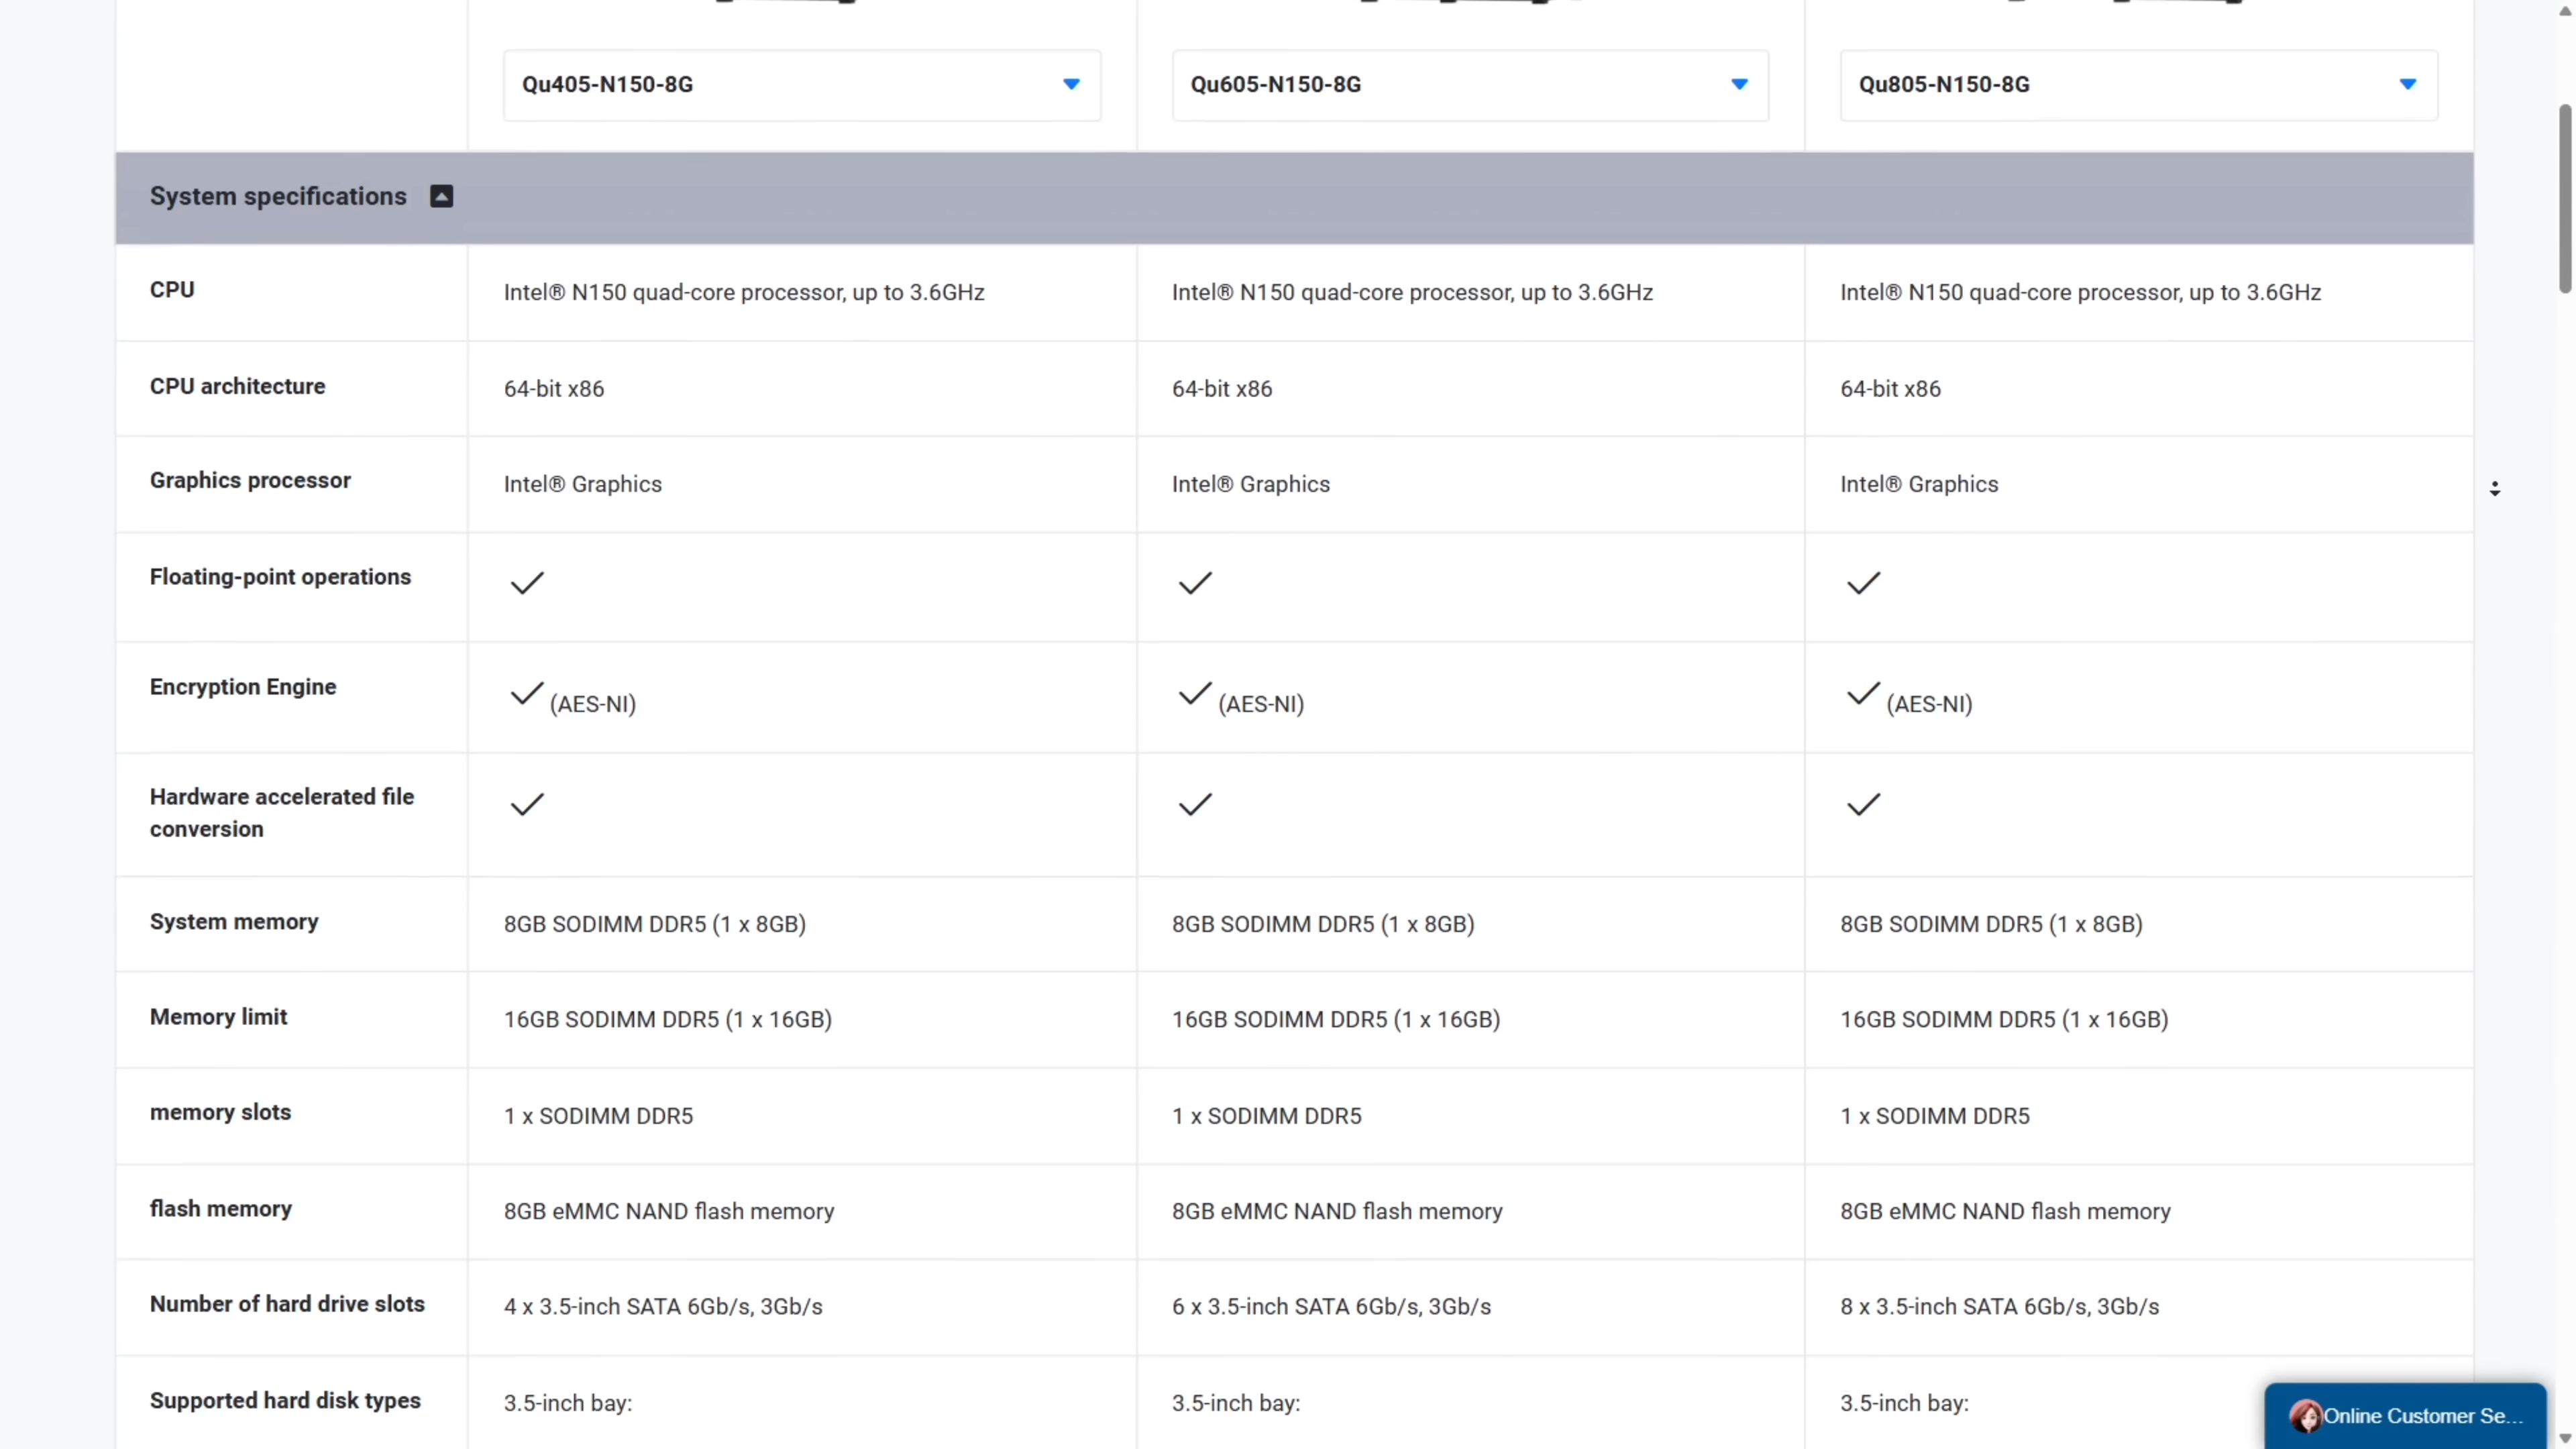 Qu405-N150-8G
Qu605-N150-8G
Qu805-N150-8G
System specifications
CPU
Intel® N150 quad-core processor, up to 3.6GHz
Intel® N150 quad-core processor, up to 3.6GHz
Intel® N150 quad-core processor, up to 3.6GHz
CPU architecture
64-bit x86
64-bit x86
64-bit x86
Graphics processor
Intel® Graphics
Intel® Graphics
Intel® Graphics
Floating-point operations
Encryption Engine
(AES-NI)
(AES-NI)
(AES-NI)
Hardware accelerated file
conversion
System memory
8GB SODIMM DDR5 (1 x 8GB)
8GB SODIMM DDR5 (1 x 8GB)
8GB SODIMM DDR5 (1 x 8GB)
Memory limit
16GB SODIMM DDR5 (1 x 16GB)
16GB SODIMM DDR5 (1 x 16GB)
16GB SODIMM DDR5 (1 x 16GB)
memory slots
1 x SODIMM DDR5
1 x SODIMM DDR5
1 x SODIMM DDR5
flash memory
8GB eMMC NAND flash memory
8GB eMMC NAND flash memory
8GB eMMC NAND flash memory
Number of hard drive slots
4 x 3.5-inch SATA 6Gb/s, 3Gb/s
6 x 3.5-inch SATA 6Gb/s, 3Gb/s
8 x 3.5-inch SATA 6Gb/s, 3Gb/s
Supported hard disk types
3.5-inch bay:
3.5-inch bay:
3.5-inch bay:
Online Customer Se...